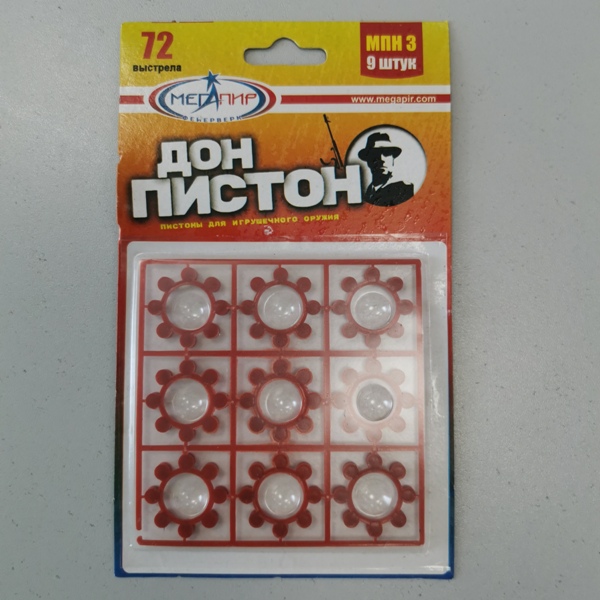 72
выстрела
МПН 3
9 штук
МЕГАПИР
ФЕЙЕРВЕРК
www.megapir.com
ДОН
ПИСТОН
ПИСТОНЫ ДЛЯ ИГРУШЕЧНОГО ОРУЖИЯ